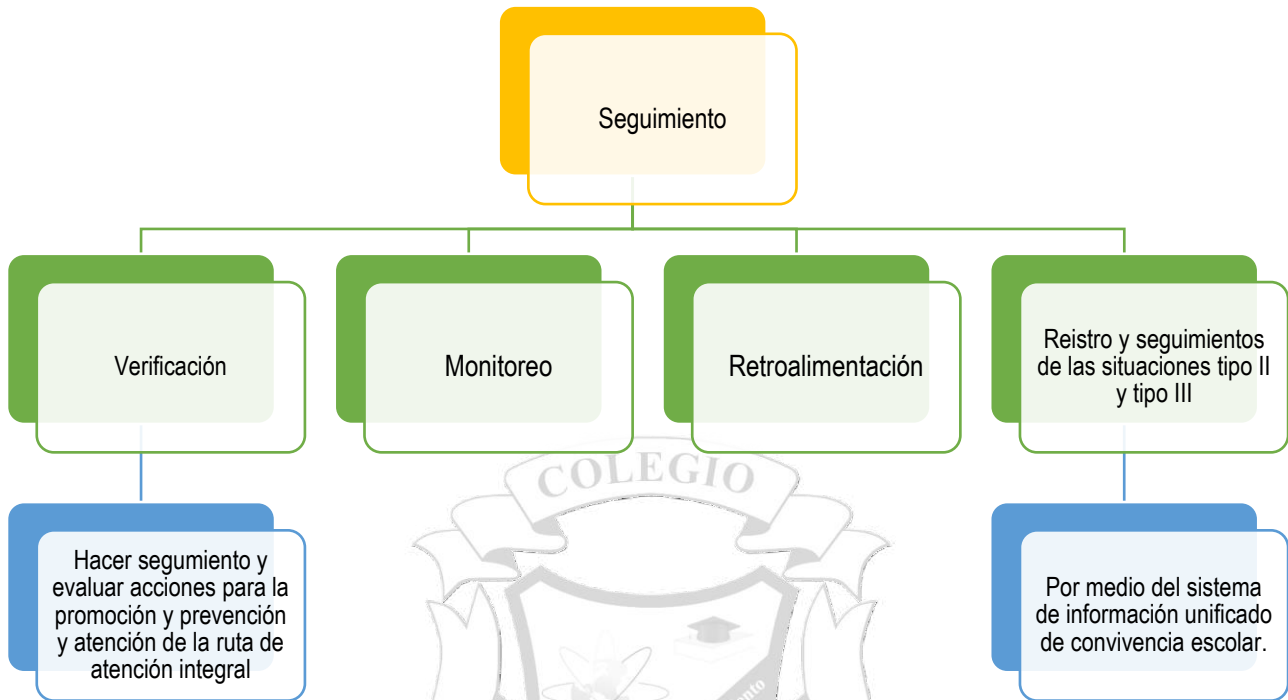 Seguimiento
Verificación
Monitoreo
Retroalimentación
Reistro y seguimientos
de las situaciones tipo II
y tipo III
Hacer segumiento y
evaluar acciones para la
promoción y prevención
y atención de la ruta de
atención integral
Por medio del sistema
de información unificado
de convivencia escolar.
COLEGIO